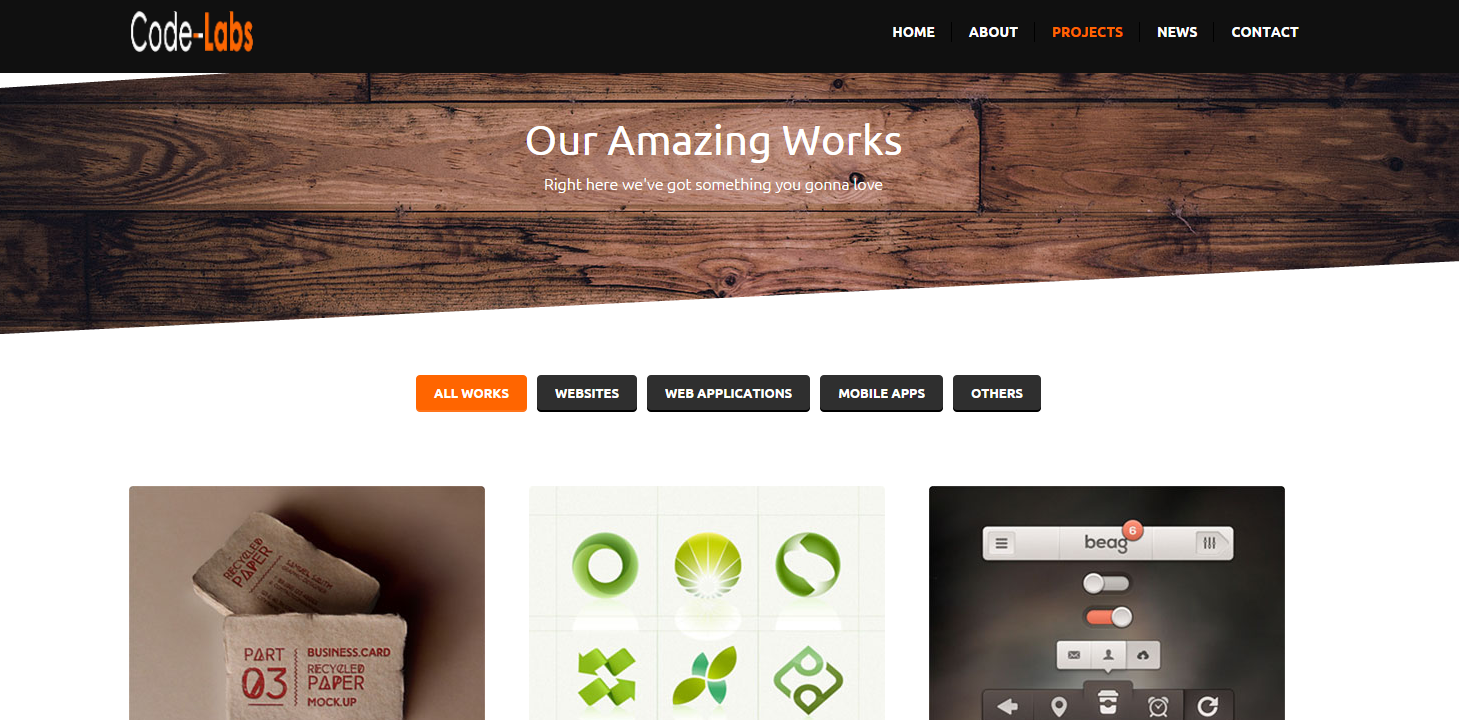 Code-Labs
HOME
ABOUT
PROJECTS
NEWS
CONTACT
Our Amazing Works
Right here we've got something you gonna love
ALL WORKS
WEBSITES
WEB APPLICATIONS
MOBILE APPS
OTHERS
RECYCLED
PAPER
SAMUEL SMITH
PART
03
BUSINESS.CARD
RECYCLED
PAPER
MOCK.UP
beag
6